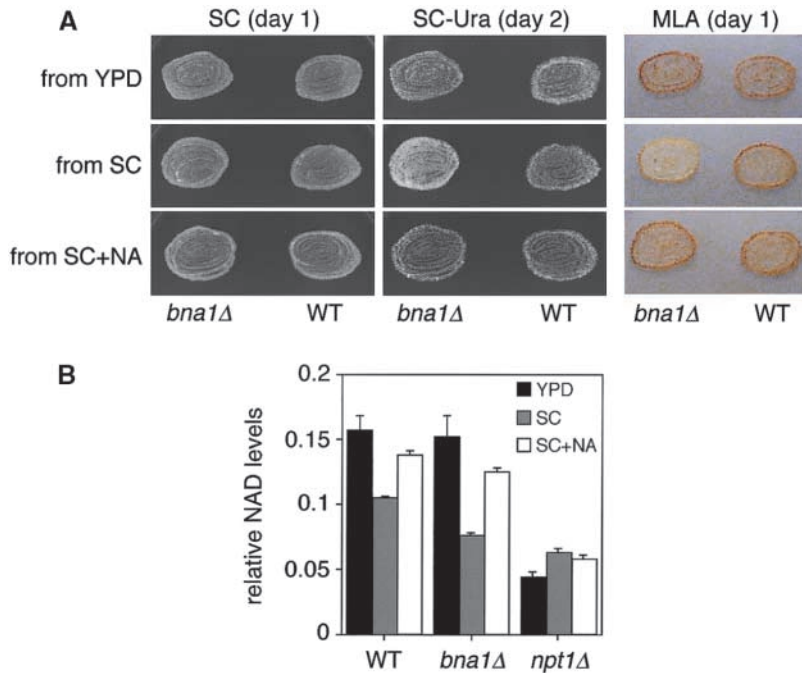 A
SC (day 1)
SC-Ura (day 2)
MLA (day 1)
from YPD
from SC
from SC+NA
bna1Δ
WT
bna1Δ
WT
bna1Δ
WT
B
relative NAD levels
0.2
0.15
0.1
0.05
0
YPD
SC
SC+NA
WT
bna1Δ
npt1Δ